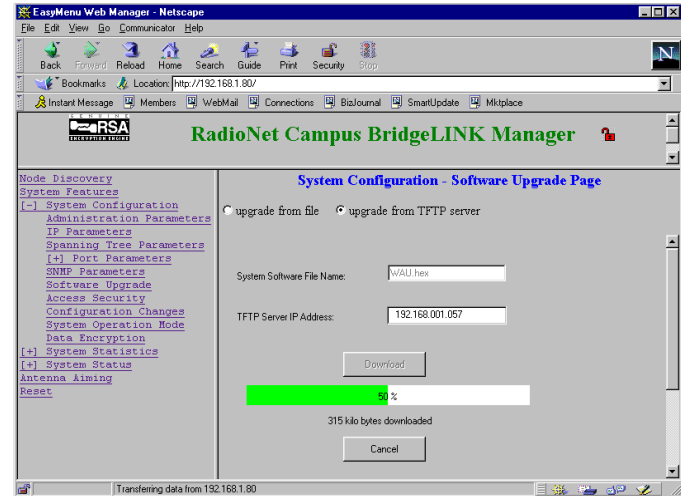 EasyMenu Web Manager - Netscape
File Edit View Go Communicator Help
Back Forward Reload Home Search Guide Print Security Stop
N
Bookmarks Location: http://192.168.1.80/
Instant Message Members WebMail Connections BizJournal SmartUpdate Mktplace
GENUINE
RSA
ENCRYPTION ENGINE
RadioNet Campus BridgeLINK Manager
Node Discovery
System Features
[-] System Configuration
Administration Parameters
IP Parameters
Spanning Tree Parameters
[+] Port Parameters
SNMP Parameters
Software Upgrade
Access Security
Configuration Changes
System Operation Mode
Data Encryption
[+] System Statistics
[+] System Status
Antenna Aiming
Reset
System Configuration - Software Upgrade Page
upgrade from file upgrade from TFTP server
System Software File Name: WAU.hex
TFTP Server IP Address: 192.168.001.057
Download
50 %
315 kilo bytes downloaded
Cancel
Transferring data from 192.168.1.80